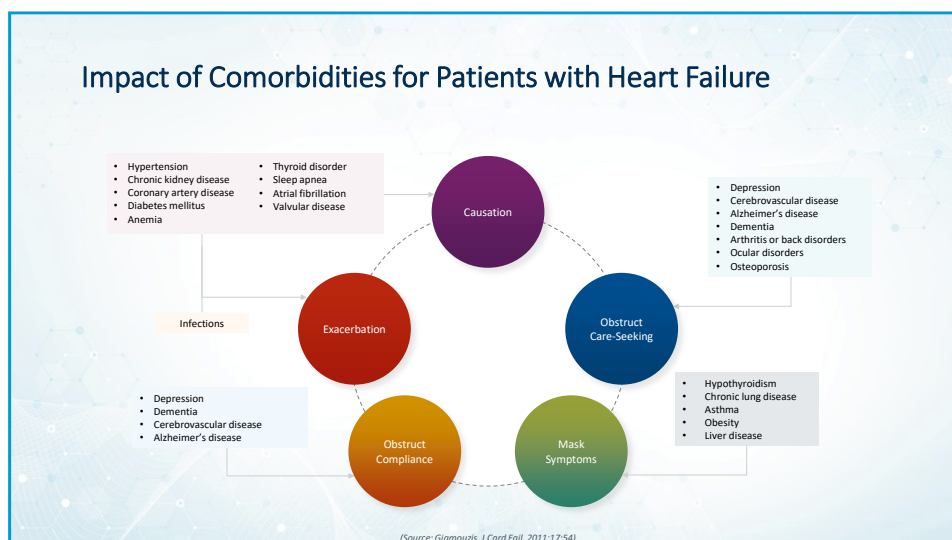 Impact of Comorbidities for Patients with Heart Failure
• Hypertension
• Chronic kidney disease
• Coronary artery disease
• Diabetes mellitus
• Anemia
• Thyroid disorder
• Sleep apnea
• Atrial fibrillation
• Valvular disease
Causation
• Depression
• Cerebrovascular disease
• Alzheimer's disease
• Dementia
• Arthritis or back disorders
• Ocular disorders
• Osteoporosis
Infections
Exacerbation
Obstruct
Care-Seeking
• Depression
• Dementia
• Cerebrovascular disease
• Alzheimer's disease
• Hypothyroidism
• Chronic lung disease
• Asthma
• Obesity
• Liver disease
Obstruct
Compliance
Mask
Symptoms
(Source: Giamouzis. J Card Fail. 2011;17:54)